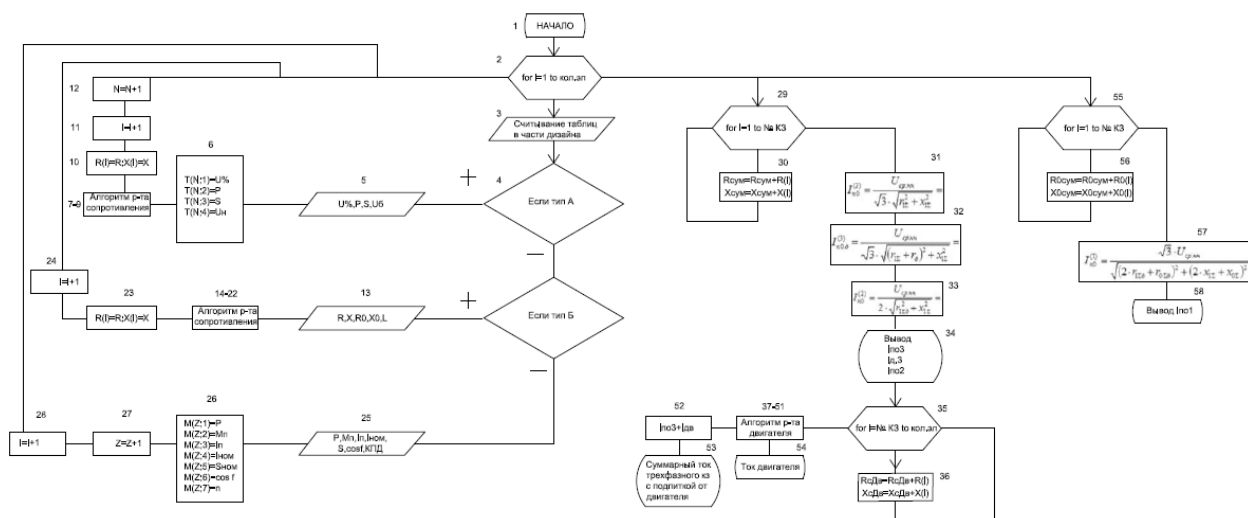 1
НАЧАЛО
2
for I=1 to кол.эл
3
Считывание таблиц
в части дизайна
4
Если тип А
+
—
5
U%,P,S,Uб
6
T(N;1)=U%
T(N;2)=P
T(N;3)=S
T(N;4)=Uн
7-9
Алгоритм р-та
сопротивления
10
R(I)=R;X(I)=X
11
I=I+1
12
N=N+1
Если тип Б
+
—
13
R,X,R0,X0,L
14-22
Алгоритм р-та
сопротивления
23
R(I)=R;X(I)=X
24
I=I+1
25
P,Mп,Iп,Iном,
S,cosf,КПД
26
M(Z;1)=P
M(Z;2)=Mп
M(Z;3)=Iп
M(Z;4)=Iном
M(Z;5)=Sном
M(Z;6)=cos f
M(Z;7)=n
27
Z=Z+1
28
I=I+1
29
for I=1 to № КЗ
30
Rсум=Rсум+R(I)
Xсум=Xсум+X(I)
31
32
33
34
Вывод
Iпо3
Iд,3
Iпо2
35
for I=№ КЗ to кол.эл
36
RсДв=RсДв+R(I)
XсДв=XсДв+X(I)
37-51
Алгоритм р-та
двигателя
52
Iпо3+Iдв
53
Суммарный ток
трехфазного кз
с подпиткой от
двигателя
54
Ток двигателя
55
for I=1 to № КЗ
56
R0сум=R0сум+R0(I)
X0сум=X0сум+X0(I)
57
58
Вывод Iпо1